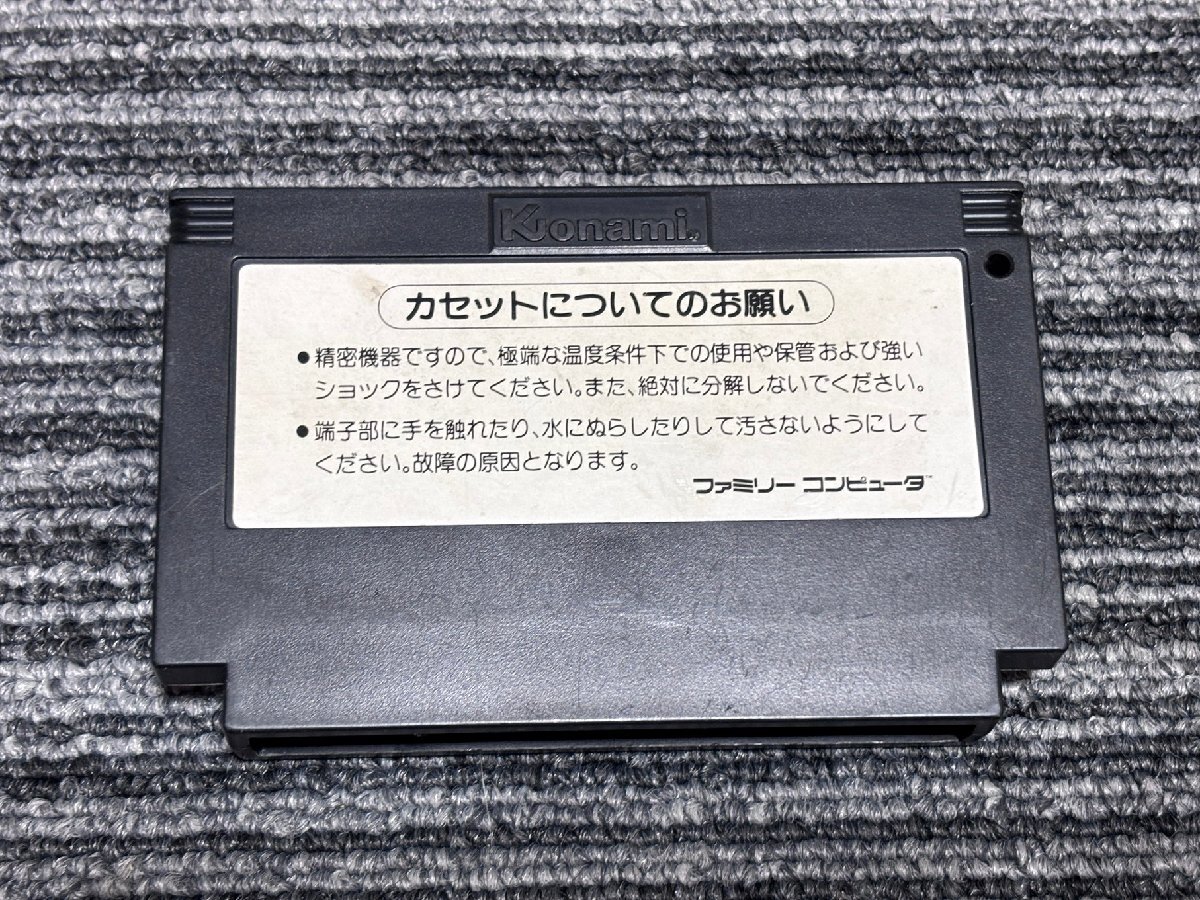 Konami
カセットについてのお願い
●精密機器ですので、極端な温度条件下での使用や保管および強い
ショックをさけてください。また、絶対に分解しないでください。
●端子部に手を触れたり、水にぬらしたりして汚さないようにして
ください。故障の原因となります。
ファミリー コンピュータ™